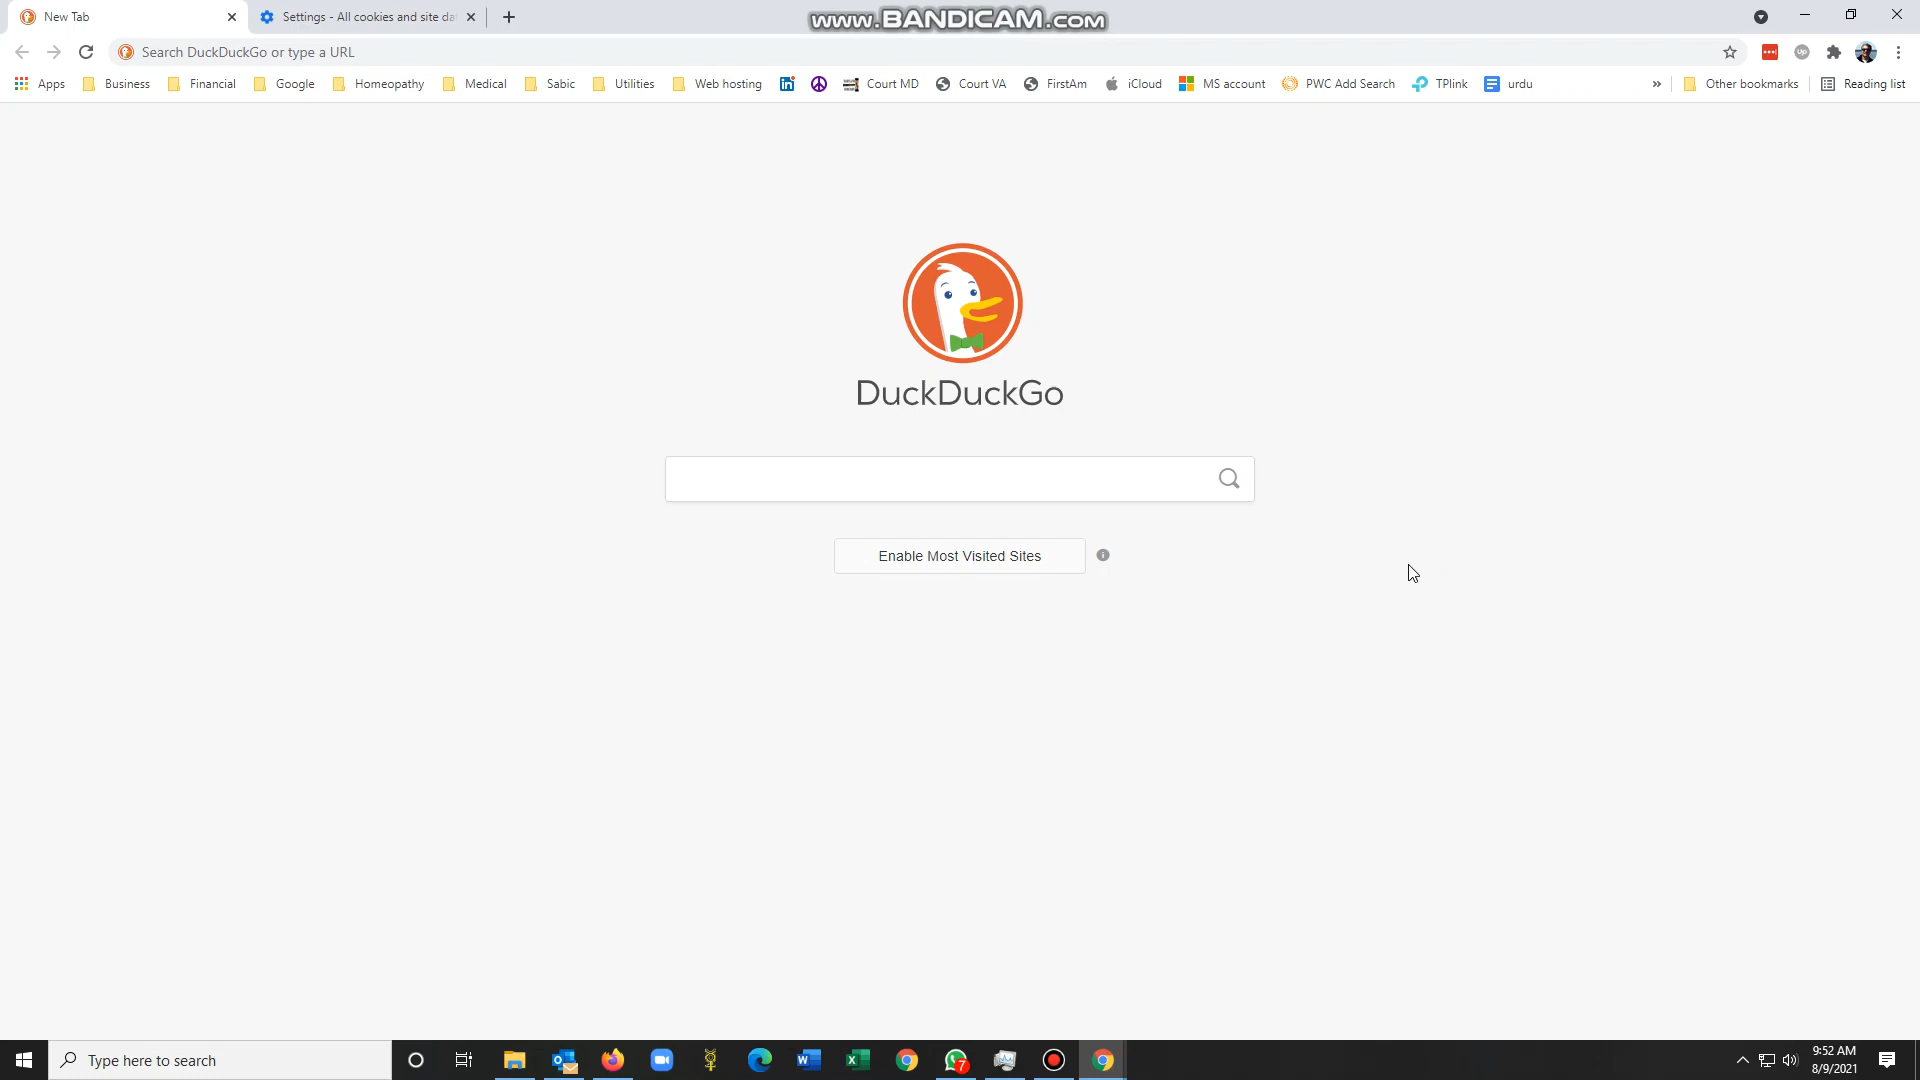 New Tab
Settings - All cookies and site da
www.BANDICAM.com
Search DuckDuckGo or type a URL
Apps
Business
Financial
Google
Homeopathy
Medical
Sabic
Utilities
Web hosting
Court MD
Court VA
FirstAm
iCloud
MS account
PWC Add Search
TPlink
urdu
»
Other bookmarks
Reading list
DuckDuckGo
Enable Most Visited Sites
Type here to search
7
9:52 AM
8/9/2021